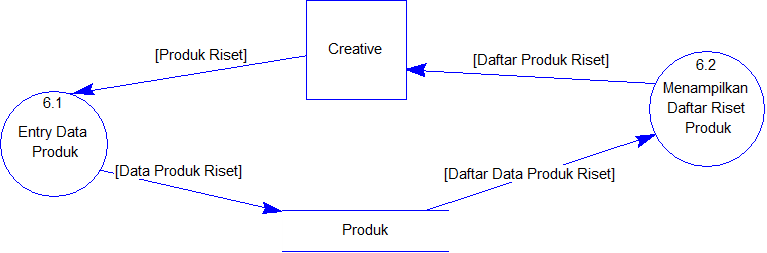 [Produk Riset]
Creative
[Daftar Produk Riset]
6.1
Entry Data
Produk
6.2
Menampilkan
Daftar Riset
Produk
[Data Produk Riset]
[Daftar Data Produk Riset]
Produk